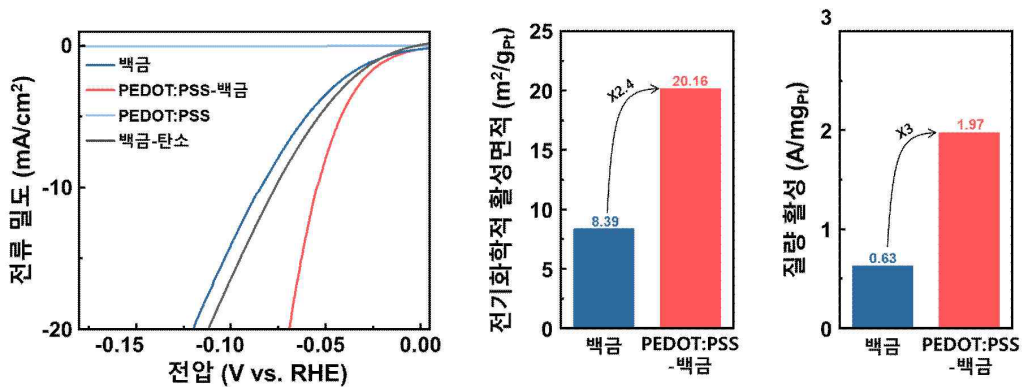 전류 밀도 (mA/cm²)
0
-10
-20
백금
PEDOT:PSS-백금
PEDOT:PSS
백금-탄소
-0.15
-0.10
-0.05
0.00
전압 (V vs. RHE)
전기화학적 활성면적 (m²/gPt)
25
20
15
10
5
0
X2.4
20.16
8.39
백금
PEDOT:PSS
-백금
질량 활성 (A/mgPt)
3
2
1
0
X3
1.97
0.63
백금
PEDOT:PSS
-백금